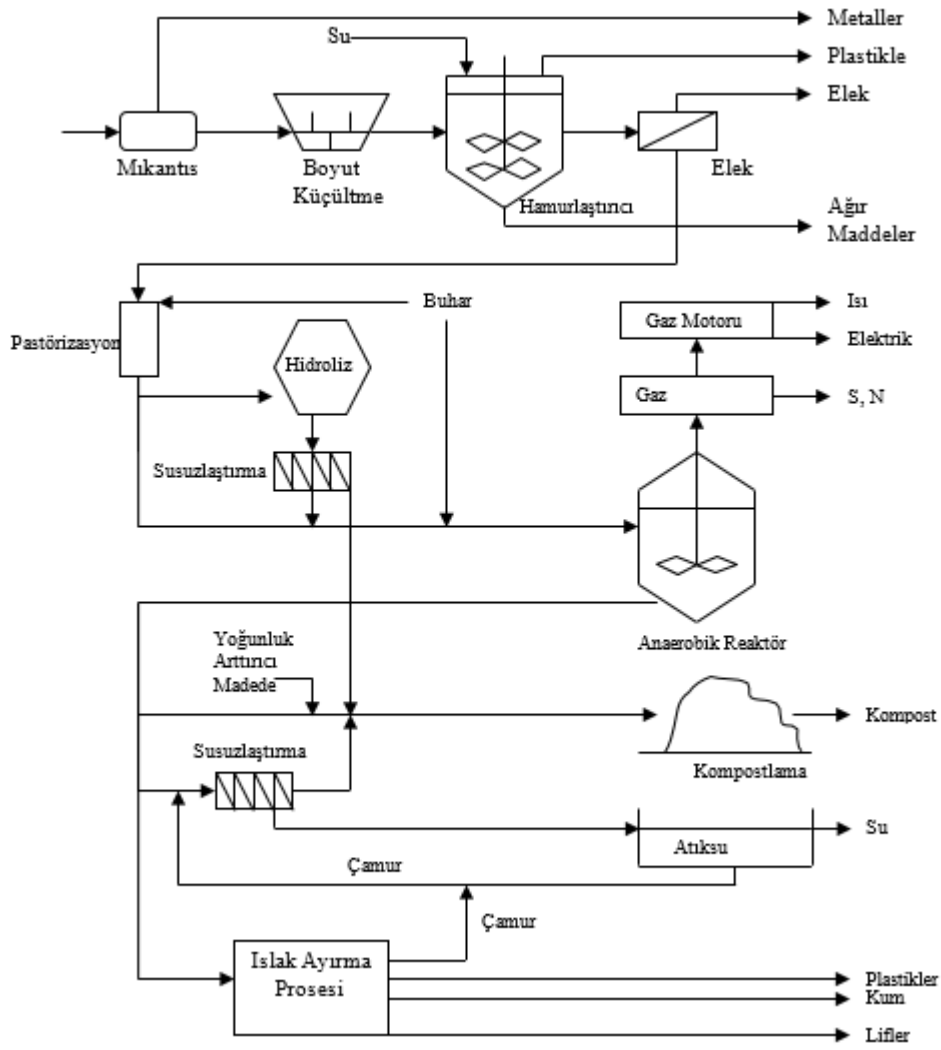 Metaller
Su
Plastikle
Elek
Mıkantıs
Boyut
Küçültme
Elek
Hamurlaştırıcı
Ağır
Maddeler
Buhar
Isı
Gaz Motoru
Pastörizasyon
Elektrik
Hidroliz
Gaz
S, N
Susuzlaştırma
Yoğunluk
Arttırıcı
Madede
Anaerobik Reaktör
Kompost
Susuzlaştırma
Kompostlama
Su
Atıksu
Çamur
Çamur
Islak Ayırma
Prosesi
Plastikler
Kum
Lifler